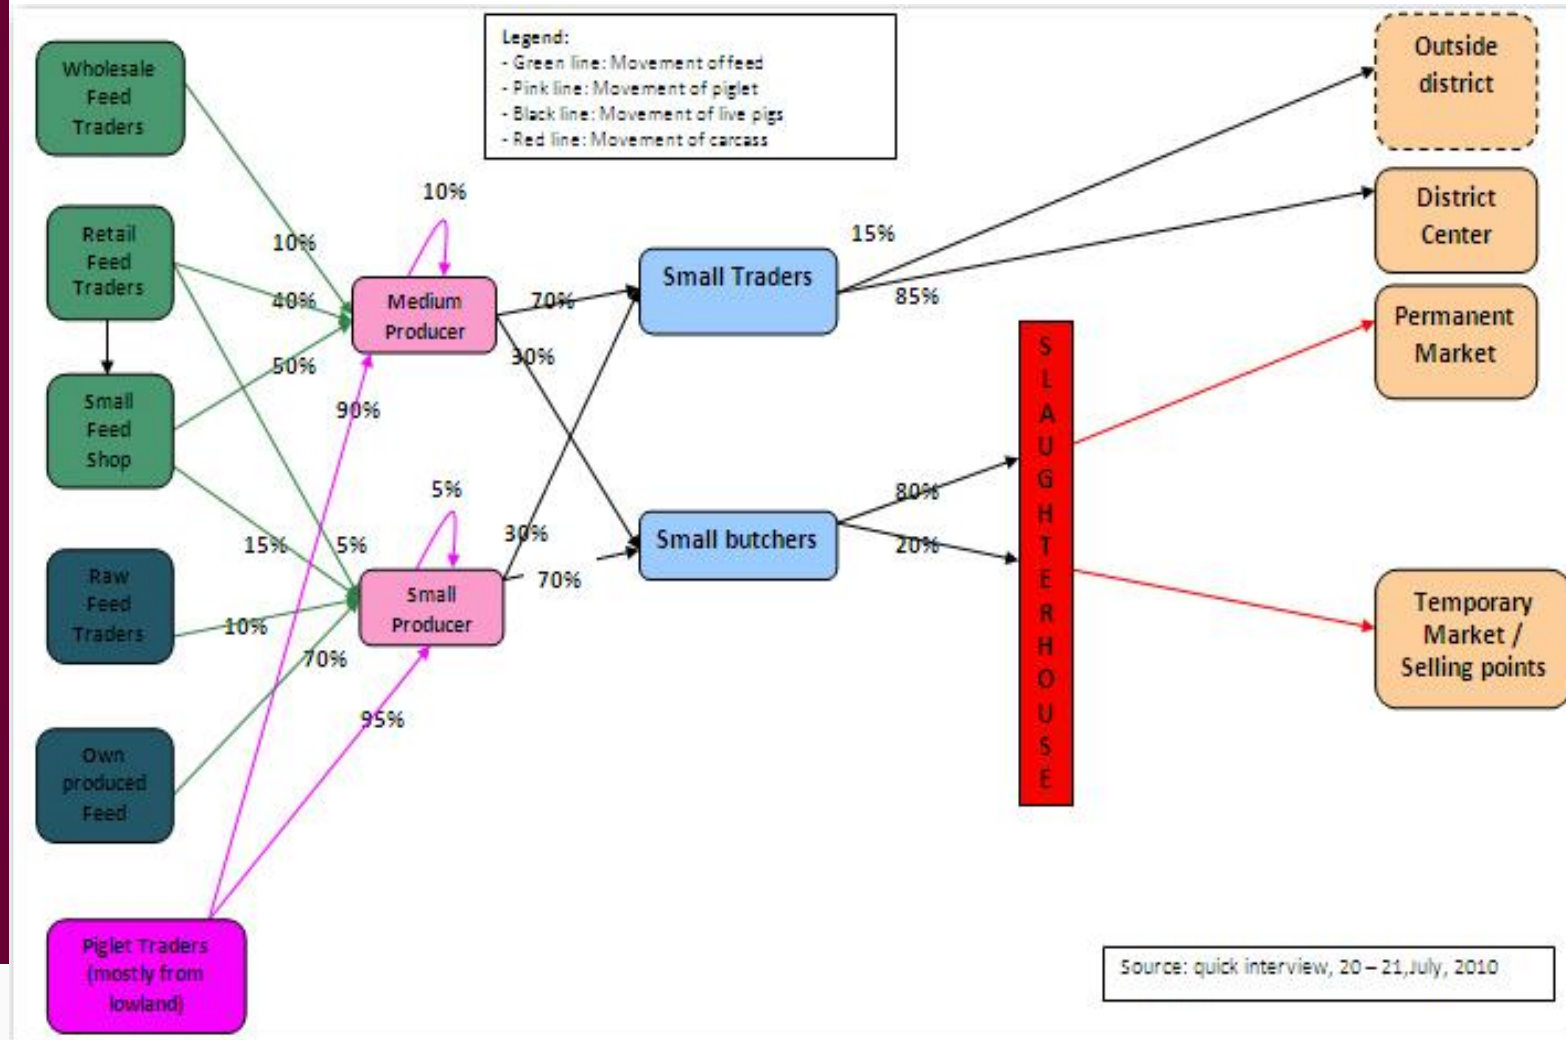 Legend:
- Green line: Movement of feed
- Pink line: Movement of piglet
- Black line: Movement of live pigs
- Red line: Movement of carcass
Wholesale
Feed
Traders
Retail
Feed
Traders
Small
Feed
Shop
Raw
Feed
Traders
Own
produced
Feed
Piglet Traders
(mostly from
lowland)
10%
40%
50%
90%
15%
5%
10%
70%
95%
10%
Medium
Producer
5%
Small
Producer
70%
30%
30%
70%
Small Traders
Small butchers
15%
85%
80%
20%
SLAUGHTERHOUSE
Outside
district
District
Center
Permanent
Market
Temporary
Market /
Selling points
Source: quick interview, 20 – 21,July, 2010